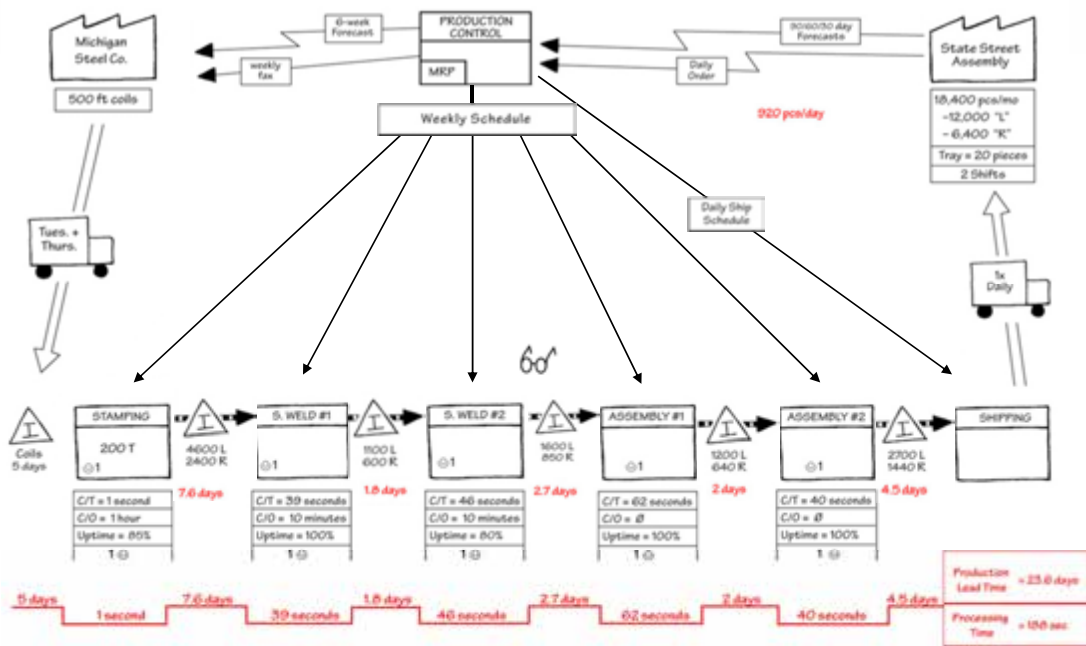 Michigan
Steel Co.
500 ft coils
6-week
Forecast
weekly
fax
PRODUCTION
CONTROL
MRP
Weekly Schedule
90/60/30 day
Forecasts
Daily
Order
State Street
Assembly
18,400 pcs/mo
-12,000 "L"
- 6,400 "R"
Tray = 20 pieces
2 Shifts
920 pcs/day
Daily Ship
Schedule
Tues. +
Thurs.
1x
Daily
I
Coils
5 days
STAMPING
200 T
1
C/T = 1 second
C/O = 1 hour
Uptime = 85%
1
I
4600 L
2400 R
7.6 days
S. WELD #1
1
C/T = 39 seconds
C/O = 10 minutes
Uptime = 100%
1
I
1100 L
600 R
1.8 days
S. WELD #2
1
C/T = 46 seconds
C/O = 10 minutes
Uptime = 80%
1
I
1600 L
850 R
2.7 days
ASSEMBLY #1
1
C/T = 62 seconds
C/O = Ø
Uptime = 100%
1
I
1200 L
640 R
2 days
ASSEMBLY #2
1
C/T = 40 seconds
C/O = Ø
Uptime = 100%
1
I
2700 L
1440 R
4.5 days
SHIPPING
5 days
1 second
7.6 days
39 seconds
1.8 days
46 seconds
2.7 days
62 seconds
2 days
40 seconds
4.5 days
Production
Lead Time
= 23.6 days
Processing
Time
= 188 sec